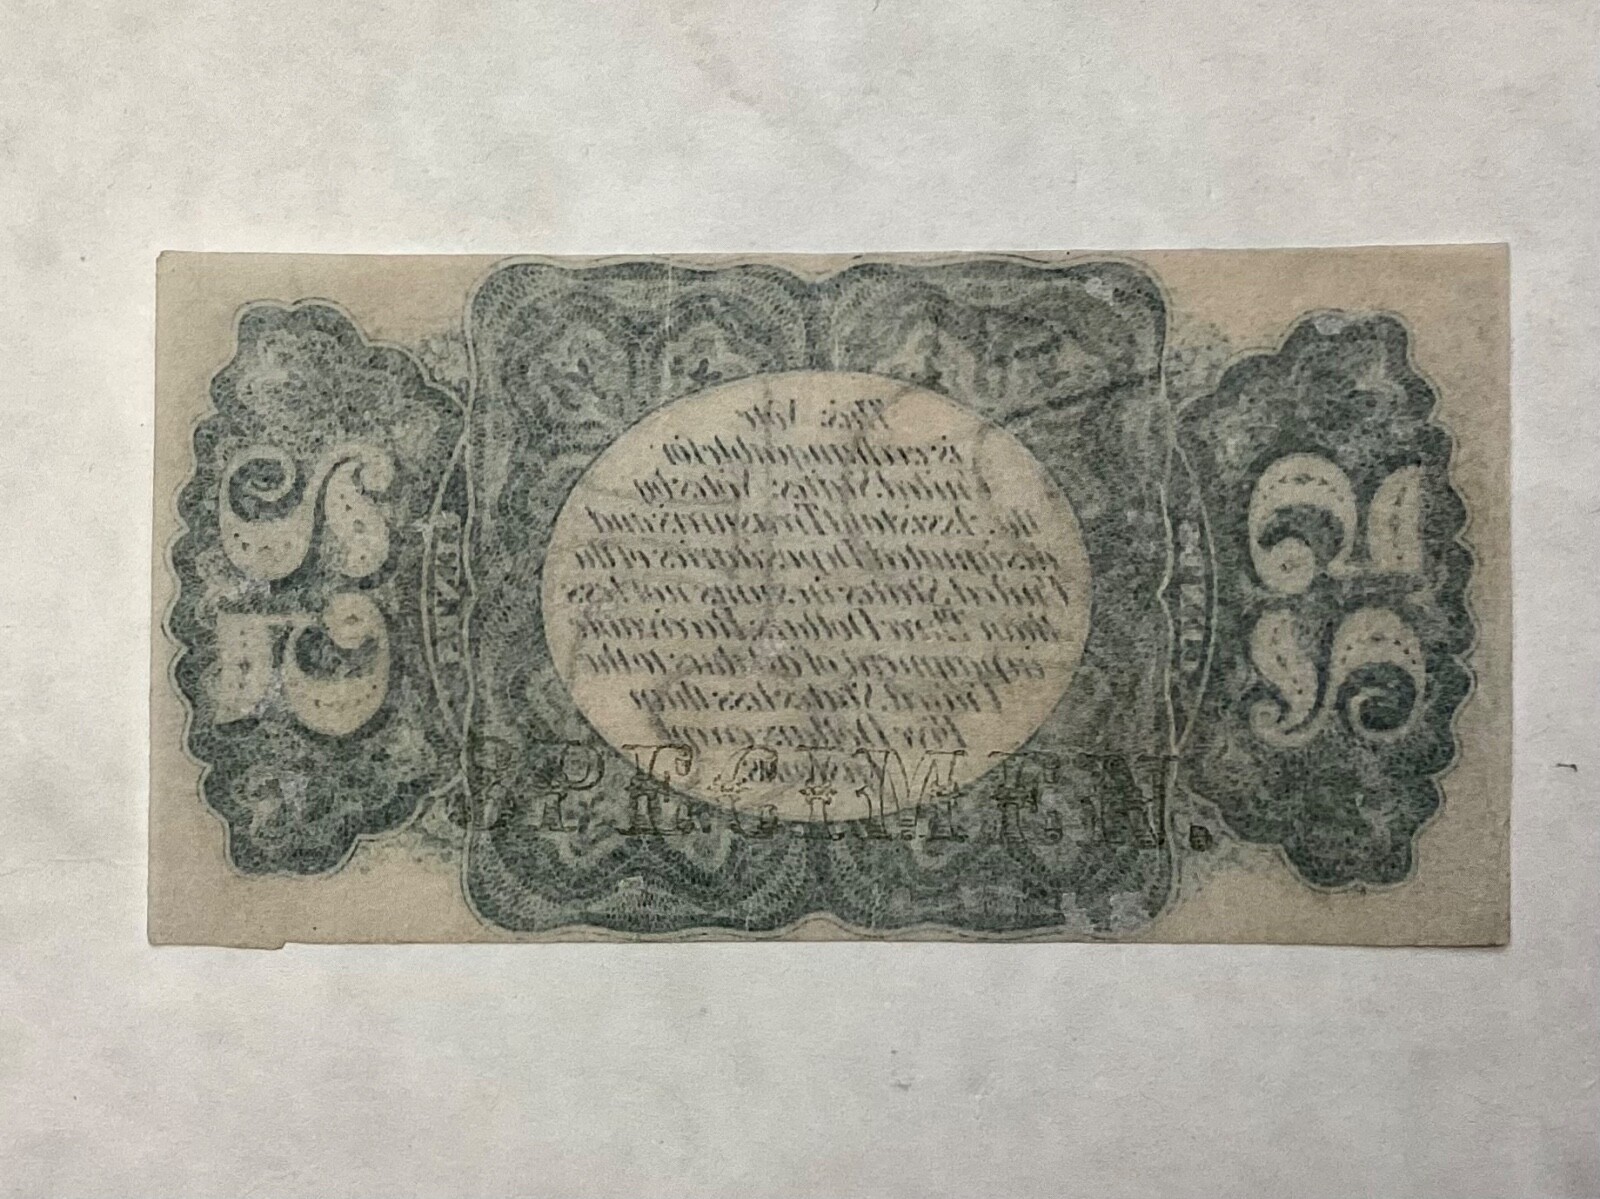 This Note
is exchangeable for
United States Notes by
the Assistant Treasurers and
designated Depositories of the
United States in sums not less
than Three Dollars. Receivable
in payment of all dues to the
United States less than
Five Dollars except
Customs.
25
25
SPECIMEN.